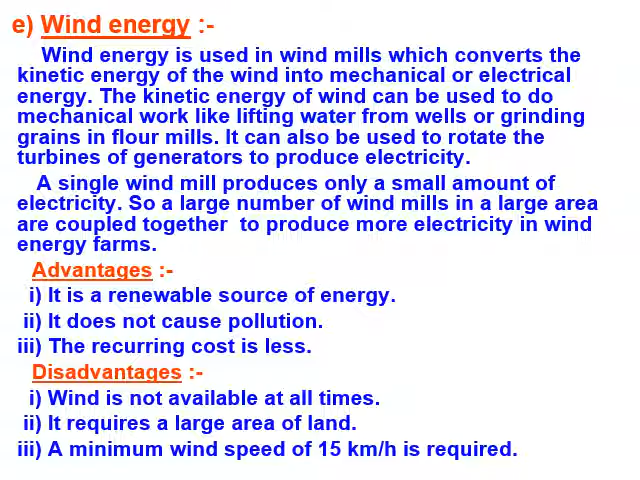 e) Wind energy :-
Wind energy is used in wind mills which converts the
kinetic energy of the wind into mechanical or electrical
energy. The kinetic energy of wind can be used to do
mechanical work like lifting water from wells or grinding
grains in flour mills. It can also be used to rotate the
turbines of generators to produce electricity.
A single wind mill produces only a small amount of
electricity. So a large number of wind mills in a large area
are coupled together  to produce more electricity in wind
energy farms.
Advantages :-
i) It is a renewable source of energy.
ii) It does not cause pollution.
iii) The recurring cost is less.
Disadvantages :-
i) Wind is not available at all times.
ii) It requires a large area of land.
iii) A minimum wind speed of 15 km/h is required.